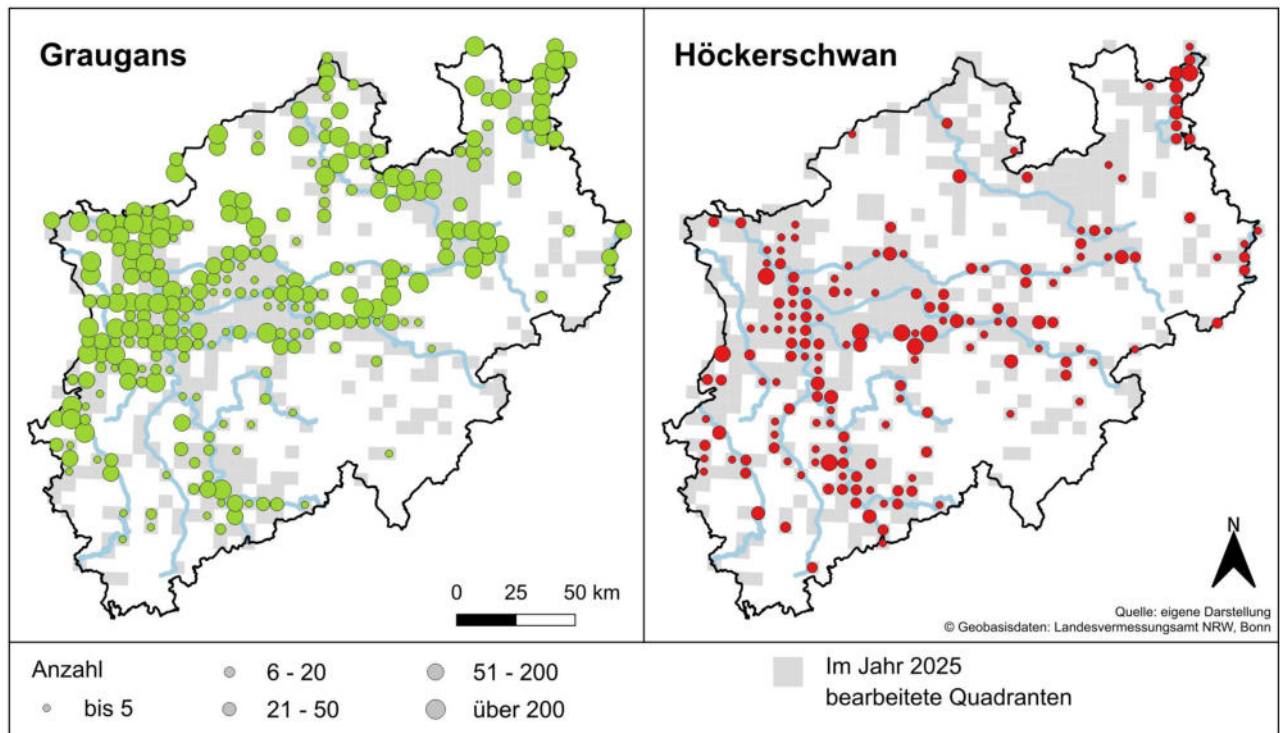 Graugans
Höckerschwan
0 25 50 km
N
Quelle: eigene Darstellung
© Geobasisdaten: Landesvermessungsamt NRW, Bonn
Anzahl
bis 5
6 - 20
21 - 50
51 - 200
über 200
Im Jahr 2025
bearbeitete Quadranten